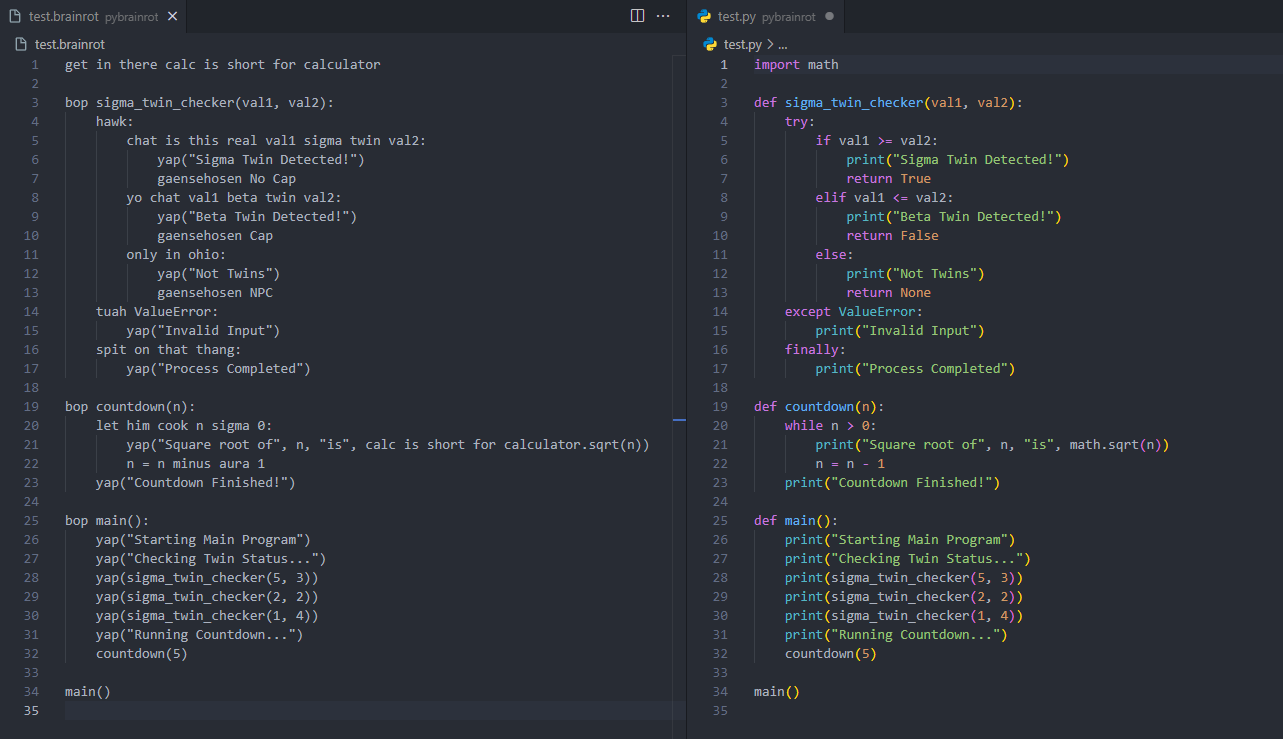 test.brainrot pybrainrot
test.brainrot
1 get in there calc is short for calculator
2
3 bop sigma_twin_checker(val1, val2):
4     hawk:
5         chat is this real val1 sigma twin val2:
6             yap("Sigma Twin Detected!")
7             gaensehosen No Cap
8         yo chat val1 beta twin val2:
9             yap("Beta Twin Detected!")
10             gaensehosen Cap
11         only in ohio:
12             yap("Not Twins")
13             gaensehosen NPC
14     tuah ValueError:
15         yap("Invalid Input")
16     spit on that thang:
17         yap("Process Completed")
18
19 bop countdown(n):
20     let him cook n sigma 0:
21         yap("Square root of", n, "is", calc is short for calculator.sqrt(n))
22         n = n minus aura 1
23     yap("Countdown Finished!")
24
25 bop main():
26     yap("Starting Main Program")
27     yap("Checking Twin Status...")
28     yap(sigma_twin_checker(5, 3))
29     yap(sigma_twin_checker(2, 2))
30     yap(sigma_twin_checker(1, 4))
31     yap("Running Countdown...")
32     countdown(5)
33
34 main()
35
test.py pybrainrot
test.py > ...
1 import math
2
3 def sigma_twin_checker(val1, val2):
4     try:
5         if val1 >= val2:
6             print("Sigma Twin Detected!")
7             return True
8         elif val1 <= val2:
9             print("Beta Twin Detected!")
10             return False
11         else:
12             print("Not Twins")
13             return None
14     except ValueError:
15         print("Invalid Input")
16     finally:
17         print("Process Completed")
18
19 def countdown(n):
20     while n > 0:
21         print("Square root of", n, "is", math.sqrt(n))
22         n = n - 1
23     print("Countdown Finished!")
24
25 def main():
26     print("Starting Main Program")
27     print("Checking Twin Status...")
28     print(sigma_twin_checker(5, 3))
29     print(sigma_twin_checker(2, 2))
30     print(sigma_twin_checker(1, 4))
31     print("Running Countdown...")
32     countdown(5)
33
34 main()
35